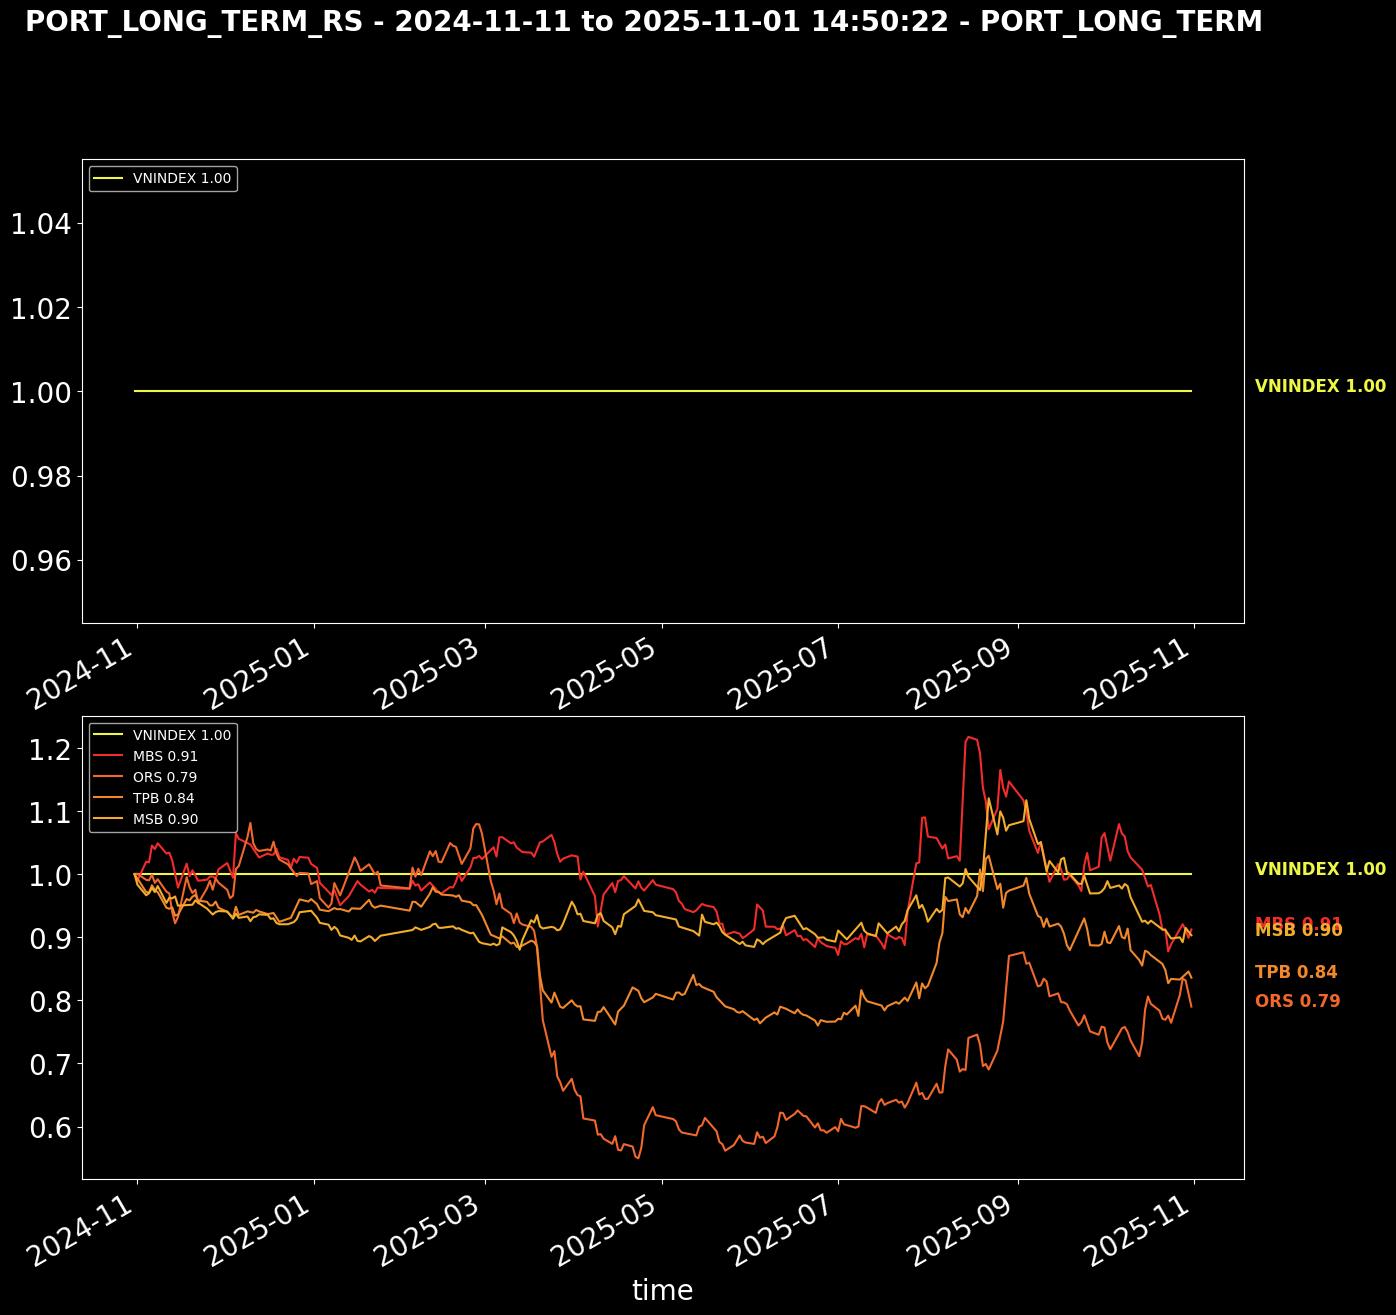 PORT_LONG_TERM_RS - 2024-11-11 to 2025-11-01 14:50:22 - PORT_LONG_TERM
VNINDEX 1.00
1.04
1.02
1.00
0.98
0.96
VNINDEX 1.00
2024-11
2025-01
2025-03
2025-05
2025-07
2025-09
2025-11
VNINDEX 1.00
MBS 0.91
ORS 0.79
TPB 0.84
MSB 0.90
1.2
1.1
1.0
0.9
0.8
0.7
0.6
VNINDEX 1.00
MBS 0.91
MSB 0.90
TPB 0.84
ORS 0.79
2024-11
2025-01
2025-03
2025-05
2025-07
2025-09
2025-11
time